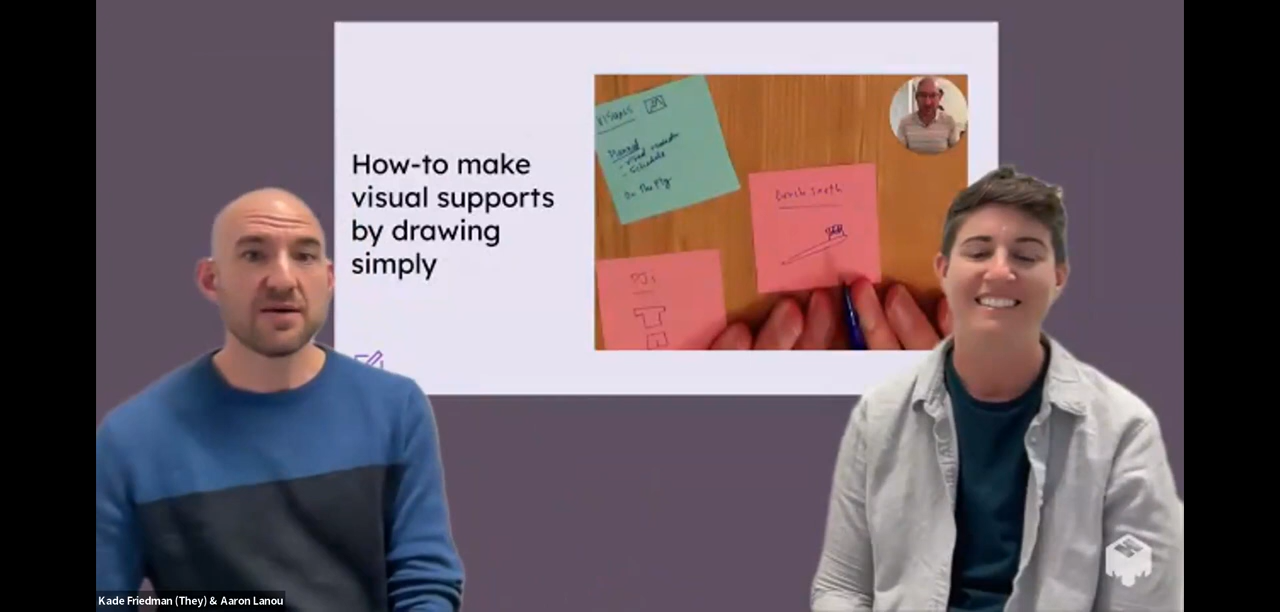 How-to make
visual supports
by drawing
simply
VISUALS
Planned
- Visual reminder
- Schedule
On The Fly
Brush Teeth
PJs
Kade Friedman (They) & Aaron Lanou